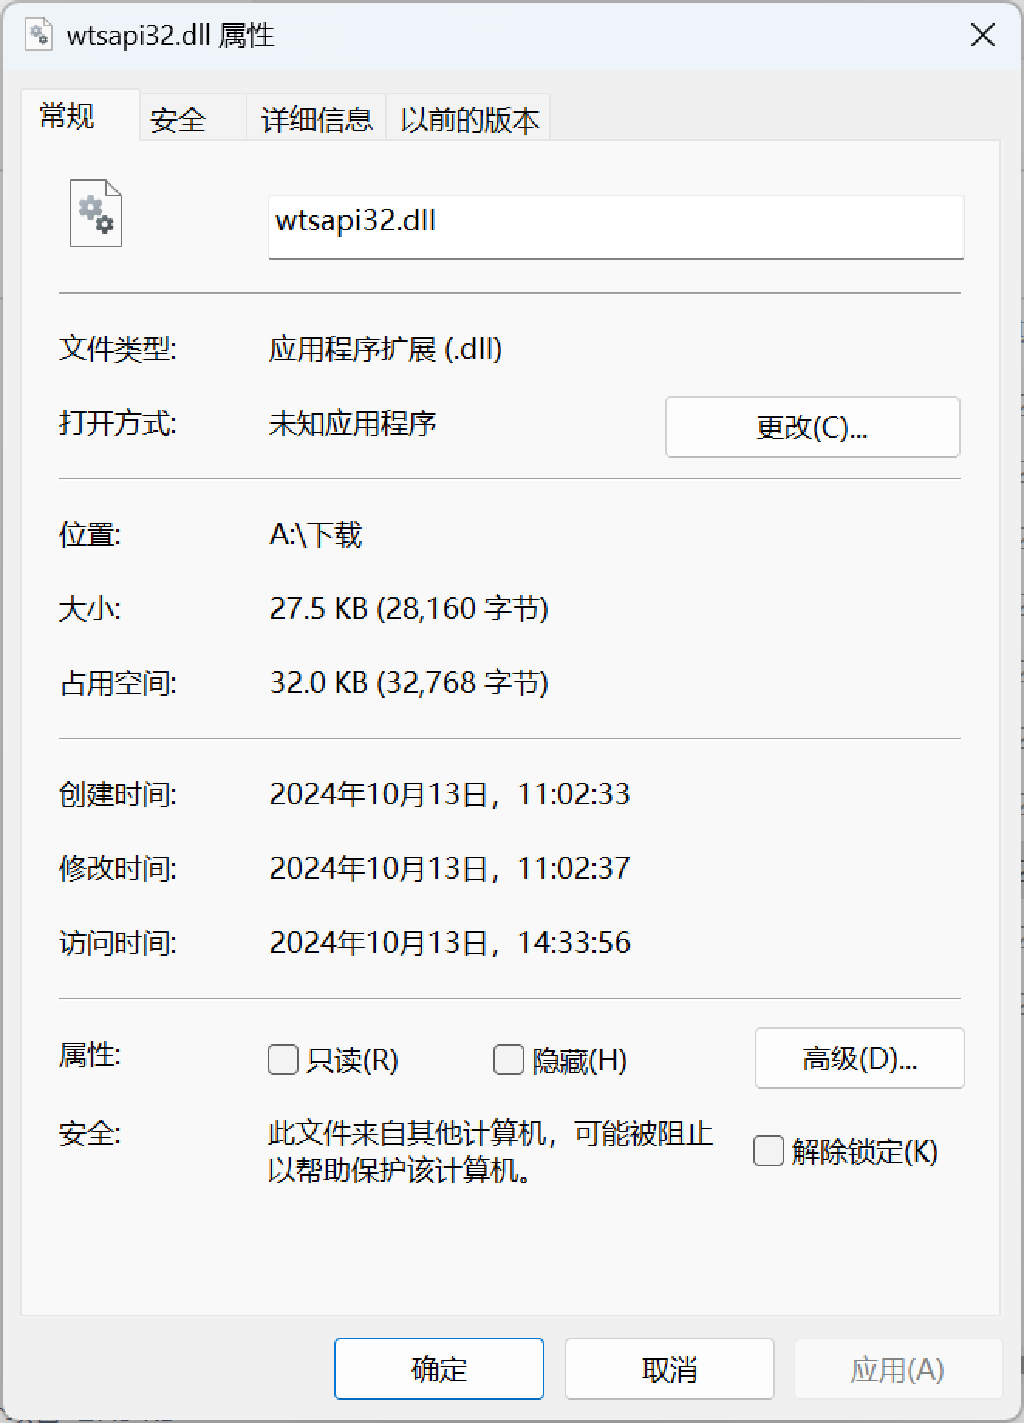 wtsapi32.dll 属性
常规 安全 详细信息 以前的版本
wtsapi32.dll
文件类型: 应用程序扩展 (.dll)
打开方式: 未知应用程序 更改(C)...
位置: A:\下载
大小: 27.5 KB (28,160 字节)
占用空间: 32.0 KB (32,768 字节)
创建时间: 2024年10月13日，11:02:33
修改时间: 2024年10月13日，11:02:37
访问时间: 2024年10月13日，14:33:56
属性: 只读(R) 隐藏(H) 高级(D)...
安全: 此文件来自其他计算机，可能被阻止
以帮助保护该计算机。 解除锁定(K)
确定 取消 应用(A)